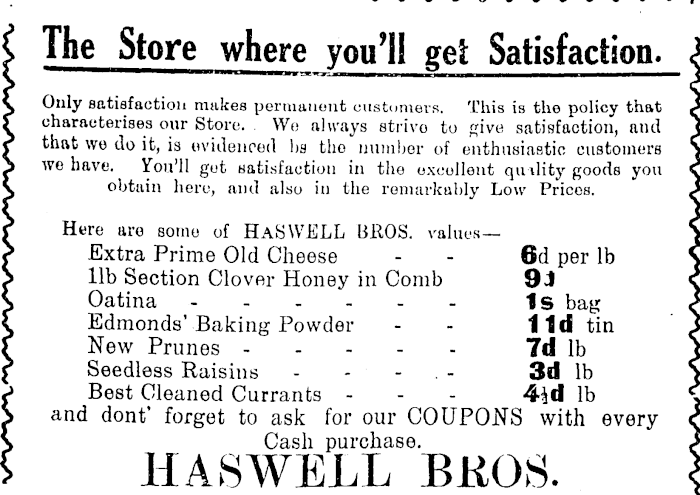 The Store where you'll get Satisfaction.
Only satisfaction makes permanent customers. This is the policy that
characterises our Store. We always strive to give satisfaction, and
that we do it, is evidenced by the number of enthusiastic customers
we have. You'll get satisfaction in the excellent quility goods you
obtain here, and also in the remarkably Low Prices.
Here are some of HASWELL BROS. values—
Extra Prime Old Cheese - - 6d per lb
1lb Section Clover Honey in Comb 9d
Oatina - - - - - - 1s bag
Edmonds' Baking Powder - - 11d tin
New Prunes - - - - - 7d lb
Seedless Raisins - - - - 3d lb
Best Cleaned Currants - - - 4½d lb
and dont' forget to ask for our COUPONS with every
Cash purchase.
HASWELL BROS.